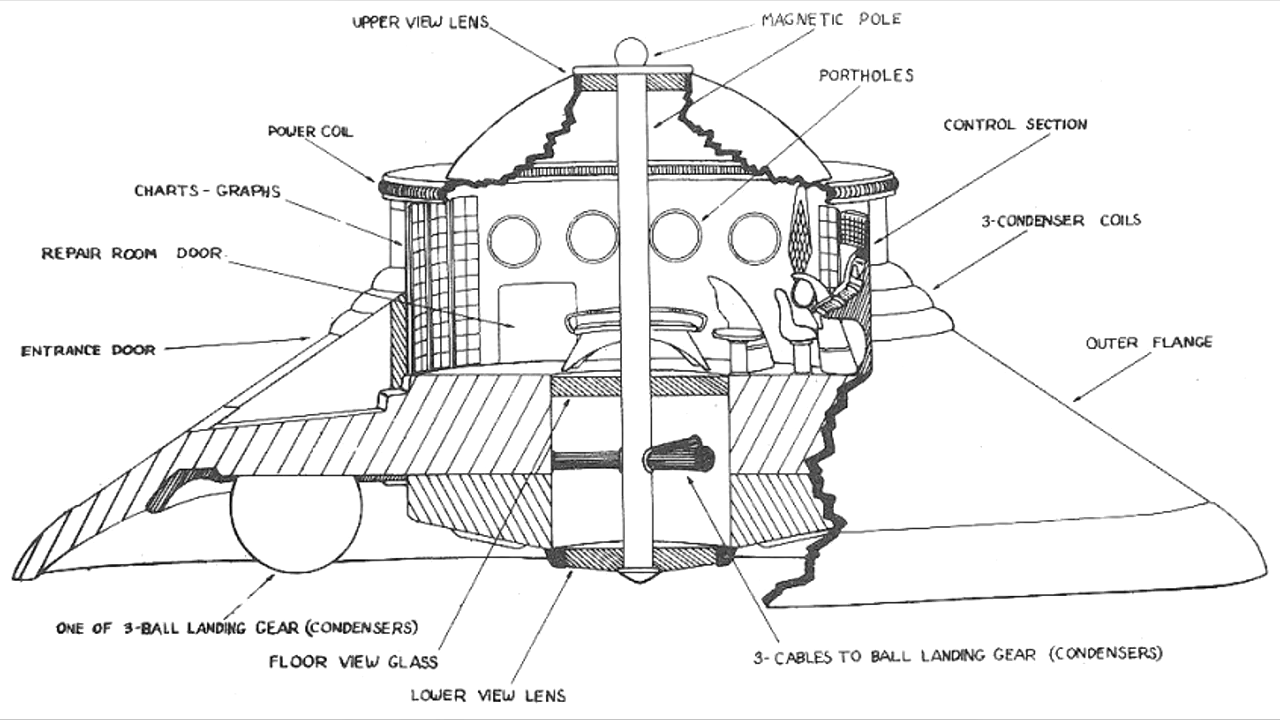 UPPER VIEW LENS
MAGNETIC POLE
PORTHOLES
POWER COIL
CONTROL SECTION
CHARTS - GRAPHS
3-CONDENSER COILS
REPAIR ROOM DOOR
ENTRANCE DOOR
OUTER FLANGE
ONE OF 3-BALL LANDING GEAR (CONDENSERS)
FLOOR VIEW GLASS
3-CABLES TO BALL LANDING GEAR (CONDENSERS)
LOWER VIEW LENS